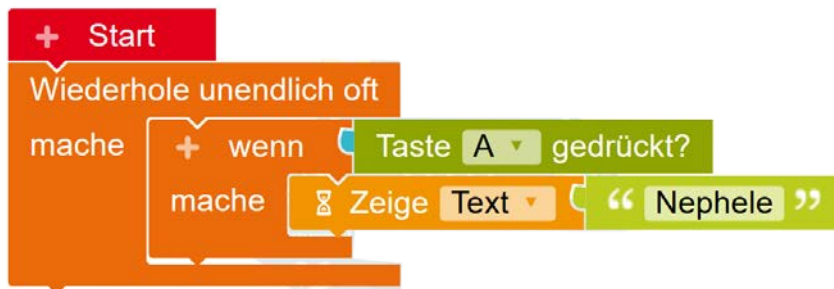 + Start
Wiederhole unendlich oft
mache + wenn Taste A gedrückt?
mache Zeige Text “ Nephele ”